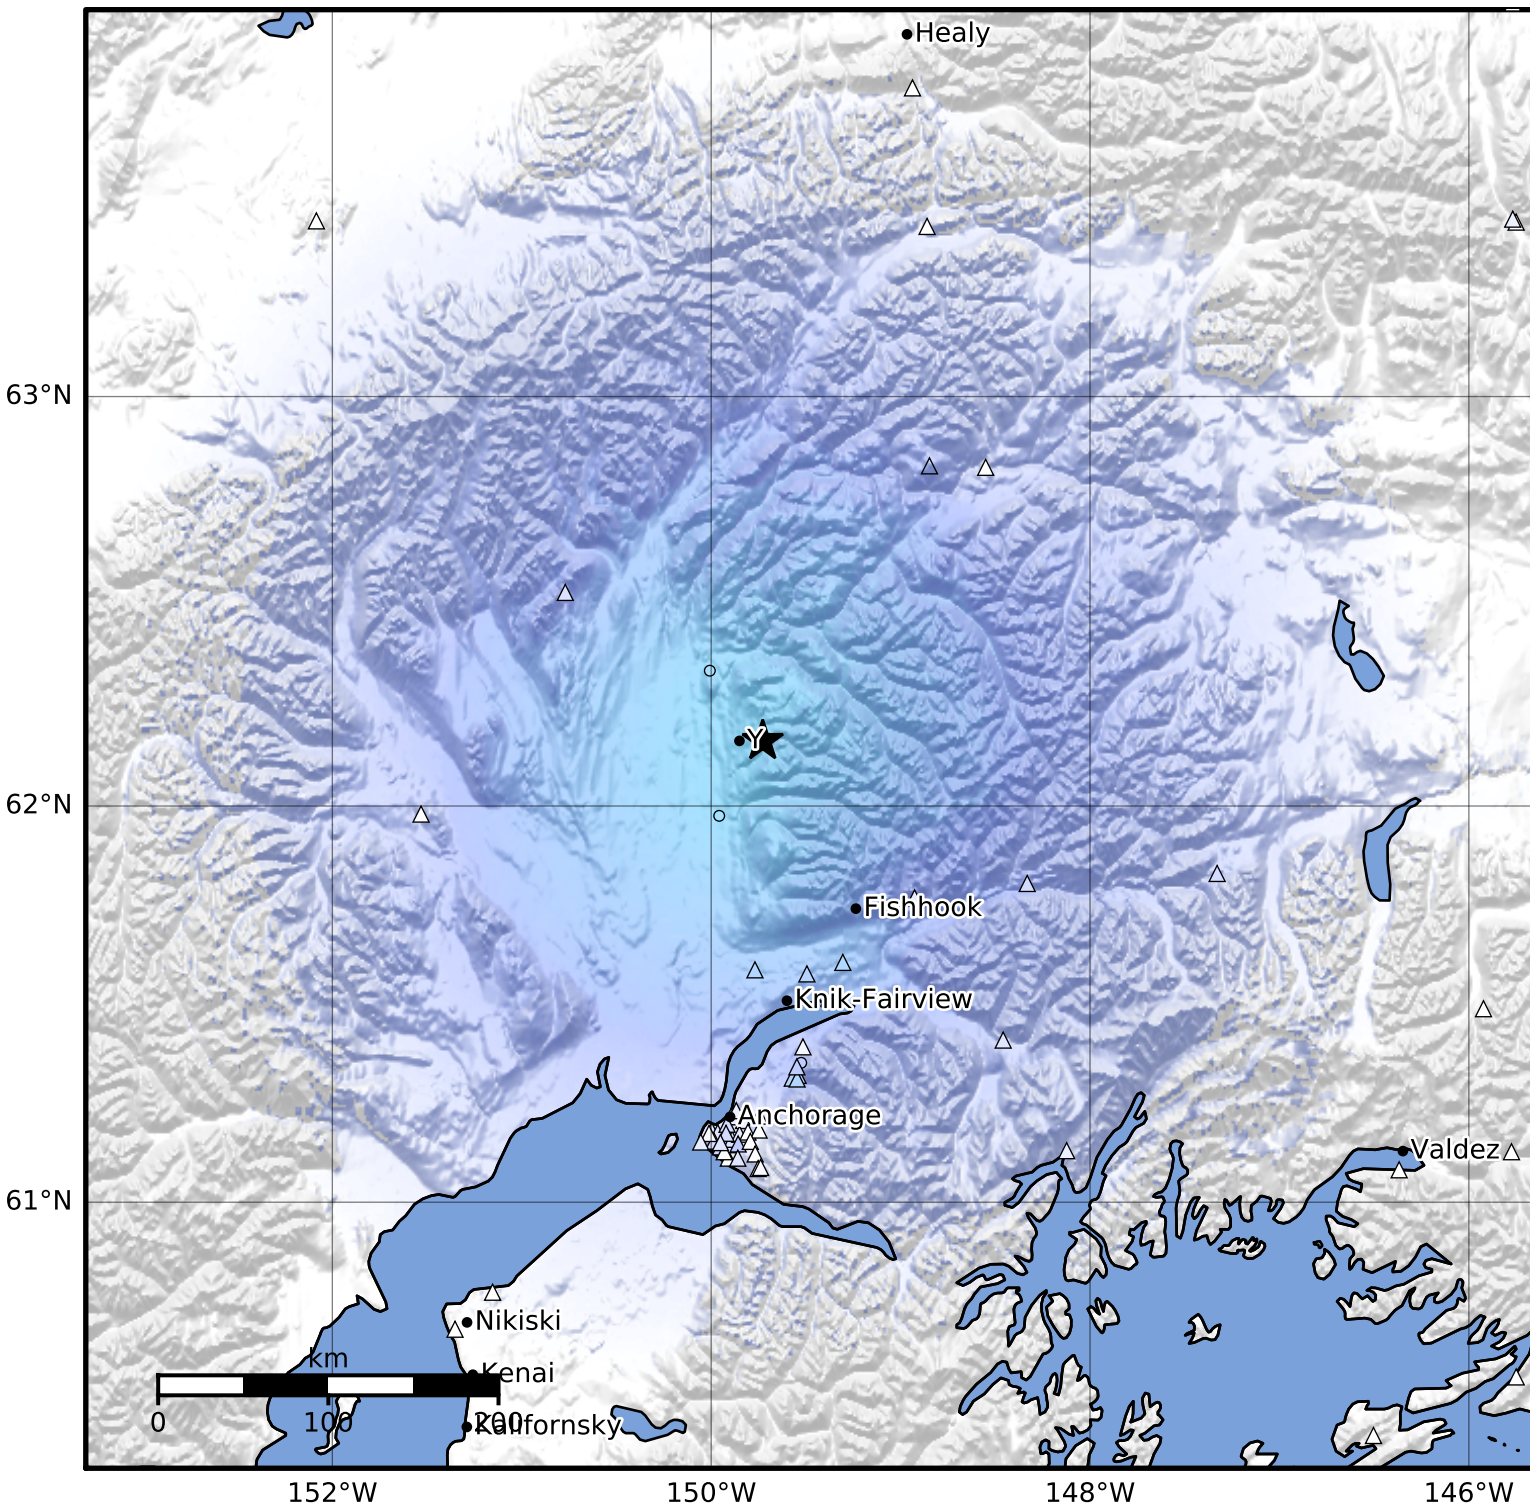 Healy
63°N
Y
62°N
Fishhook
Knik-Fairview
Anchorage
Valdez
61°N
Nikiski
km
Kenai
0 100 200
Kalifornsky
152°W 150°W 148°W 146°W